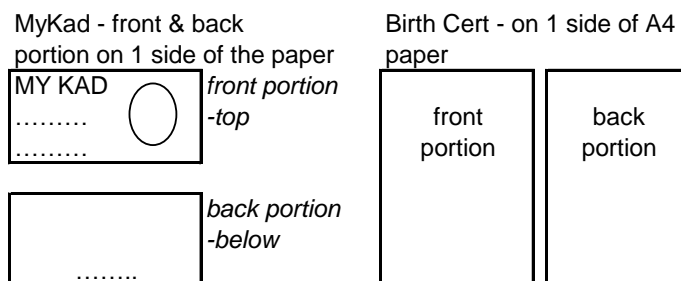 MyKad - front & back
portion on 1 side of the paper
MY KAD
………
………
front portion
-top
back portion
-below
……..
Birth Cert - on 1 side of A4
paper
front
portion
back
portion